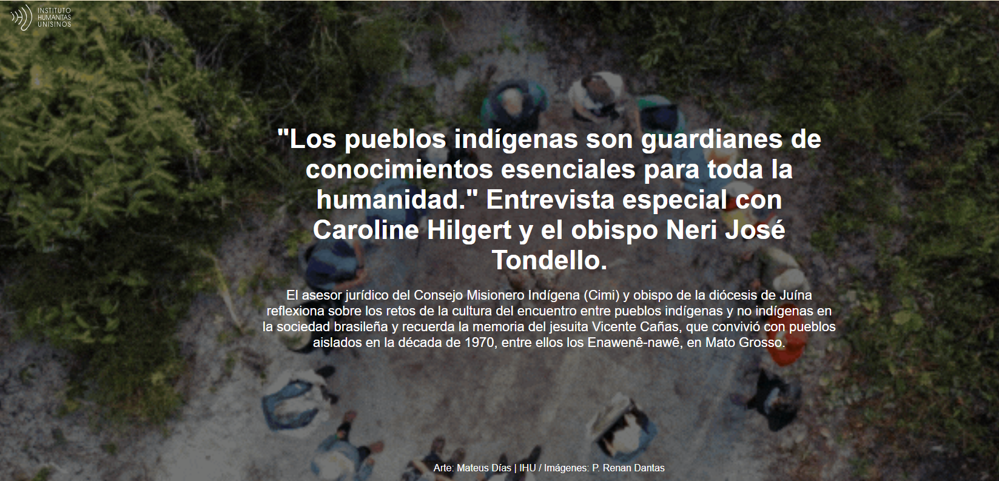 INSTITUTO
HUMANITAS
UNISINOS
"Los pueblos indígenas son guardianes de
conocimientos esenciales para toda la
humanidad." Entrevista especial con
Caroline Hilgert y el obispo Neri José
Tondello.
El asesor jurídico del Consejo Misionero Indígena (Cimi) y obispo de la diócesis de Juína
reflexiona sobre los retos de la cultura del encuentro entre pueblos indígenas y no indígenas en
la sociedad brasileña y recuerda la memoria del jesuita Vicente Cañas, que convivió con pueblos
aislados en la década de 1970, entre ellos los Enawenê-nawê, en Mato Grosso.
Arte: Mateus Días | IHU / Imágenes: P. Renan Dantas